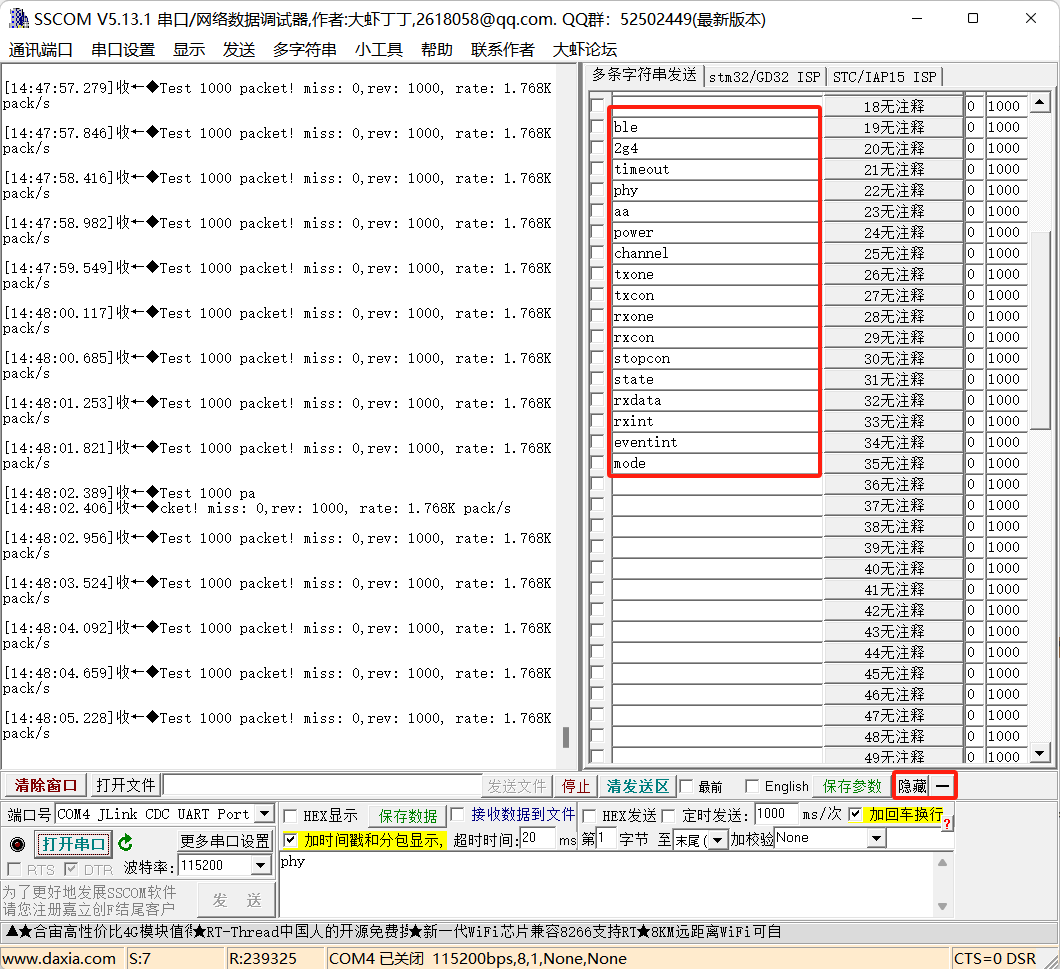 SSCOM V5.13.1 串口/网络数据调试器,作者:大虾丁丁,2618058@qq.com. QQ群：52502449(最新版本)
通讯端口 串口设置 显示 发送 多字符串 小工具 帮助 联系作者 大虾论坛
[14:47:57.279]收←◆Test 1000 packet! miss: 0,rev: 1000, rate: 1.768K
pack/s
[14:47:57.846]收←◆Test 1000 packet! miss: 0,rev: 1000, rate: 1.768K
pack/s
[14:47:58.416]收←◆Test 1000 packet! miss: 0,rev: 1000, rate: 1.768K
pack/s
[14:47:58.982]收←◆Test 1000 packet! miss: 0,rev: 1000, rate: 1.768K
pack/s
[14:47:59.549]收←◆Test 1000 packet! miss: 0,rev: 1000, rate: 1.768K
pack/s
[14:48:00.117]收←◆Test 1000 packet! miss: 0,rev: 1000, rate: 1.768K
pack/s
[14:48:00.685]收←◆Test 1000 packet! miss: 0,rev: 1000, rate: 1.768K
pack/s
[14:48:01.253]收←◆Test 1000 packet! miss: 0,rev: 1000, rate: 1.768K
pack/s
[14:48:01.821]收←◆Test 1000 packet! miss: 0,rev: 1000, rate: 1.768K
pack/s
[14:48:02.389]收←◆Test 1000 pa
[14:48:02.406]收←◆cket! miss: 0,rev: 1000, rate: 1.768K pack/s
[14:48:02.956]收←◆Test 1000 packet! miss: 0,rev: 1000, rate: 1.768K
pack/s
[14:48:03.524]收←◆Test 1000 packet! miss: 0,rev: 1000, rate: 1.768K
pack/s
[14:48:04.092]收←◆Test 1000 packet! miss: 0,rev: 1000, rate: 1.768K
pack/s
[14:48:04.659]收←◆Test 1000 packet! miss: 0,rev: 1000, rate: 1.768K
pack/s
[14:48:05.228]收←◆Test 1000 packet! miss: 0,rev: 1000, rate: 1.768K
pack/s
多条字符串发送 stm32/GD32 ISP STC/IAP15 ISP
18无注释 0 1000
ble 19无注释 0 1000
2g4 20无注释 0 1000
timeout 21无注释 0 1000
phy 22无注释 0 1000
aa 23无注释 0 1000
power 24无注释 0 1000
channel 25无注释 0 1000
txone 26无注释 0 1000
txcon 27无注释 0 1000
rxone 28无注释 0 1000
rxcon 29无注释 0 1000
stopcon 30无注释 0 1000
state 31无注释 0 1000
rxdata 32无注释 0 1000
rxint 33无注释 0 1000
eventint 34无注释 0 1000
mode 35无注释 0 1000
36无注释 0 1000
37无注释 0 1000
38无注释 0 1000
39无注释 0 1000
40无注释 0 1000
41无注释 0 1000
42无注释 0 1000
43无注释 0 1000
44无注释 0 1000
45无注释 0 1000
46无注释 0 1000
47无注释 0 1000
48无注释 0 1000
49无注释 0 1000
清除窗口 打开文件 发送文件 停止 清发送区 最前 English 保存参数 隐藏
端口号 COM4 JLink CDC UART Port HEX显示 保存数据 接收数据到文件 HEX发送 定时发送: 1000 ms/次 加回车换行 ?
打开串口 更多串口设置 加时间戳和分包显示, 超时时间: 20 ms 第 1 字节 至 末尾 加校验 None
RTS DTR 波特率: 115200 phy
为了更好地发展SSCOM软件
请您注册嘉立创F结尾客户
发 送
▲★合宙高性价比4G模块值得★RT-Thread中国人的开源免费操★新一代WiFi芯片兼容8266支持RT★8KM远距离WiFi可自
www.daxia.com S:7 R:239325 COM4 已关闭 115200bps,8,1,None,None CTS=0 DSR